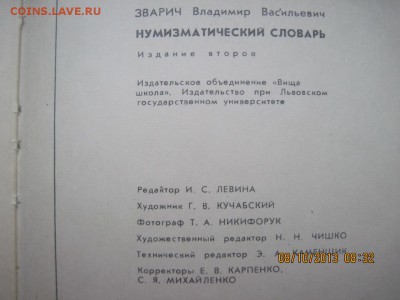 COINS.LAVE.RU
ЗВАРИЧ Владимир Васильевич
НУМИЗМАТИЧЕСКИЙ СЛОВАРЬ
Издание второе
Издательское объединение «Вища
школа», Издательство при Львовском
государственном университете
Редактор И. С. ЛЕВИНА
Художник Г. В. КУЧАБСКИЙ
Фотограф Т. А. НИКИФОРУК
Художественный редактор Н. Н. ЧИШКО
Технический редактор Э. А. КАМЕНЩИК
Корректоры Е. В. КАРПЕНКО,
С. Я. МИХАЙЛЕНКО
08/10/2013 08:32